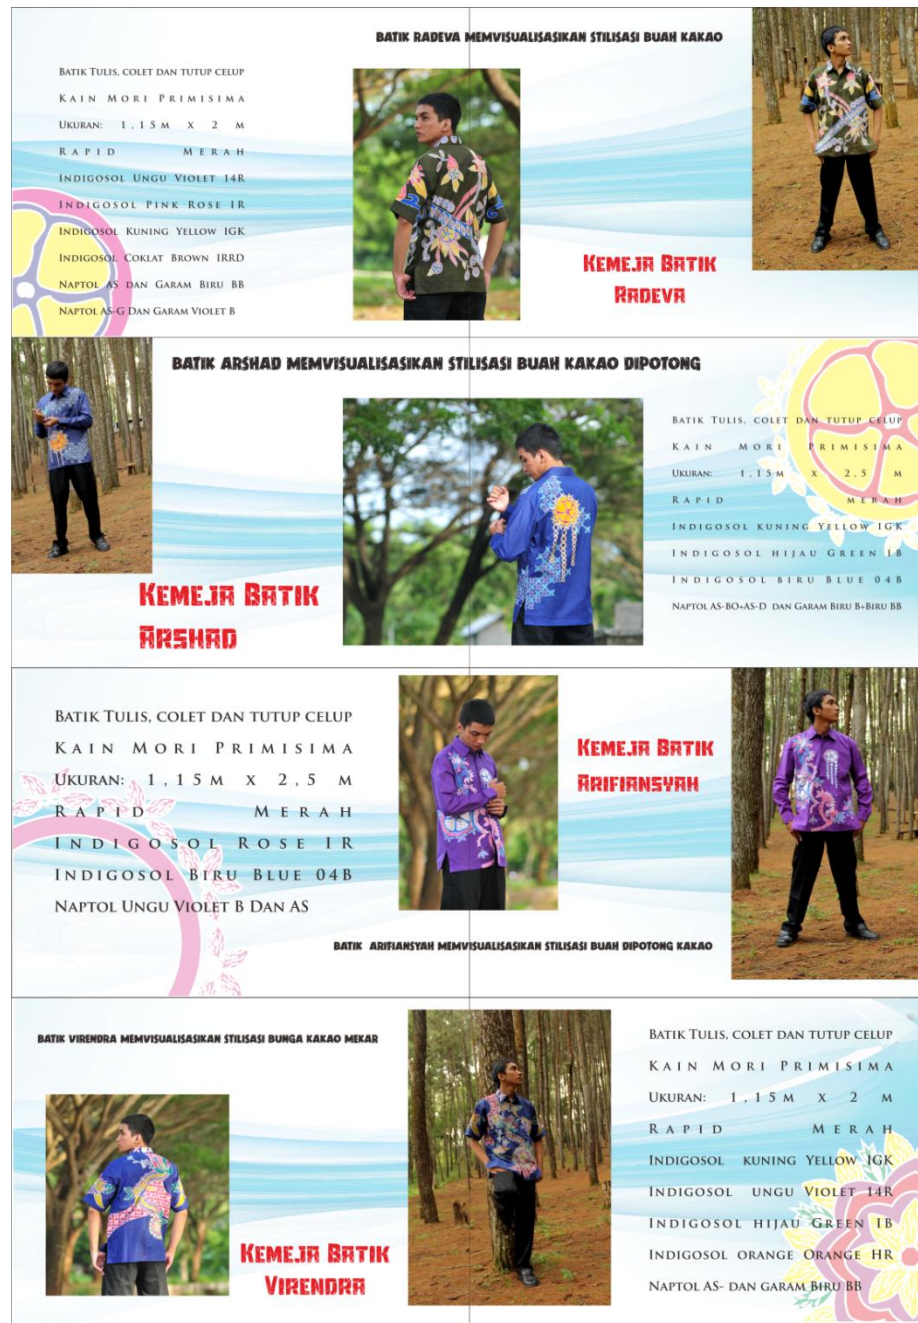 BATIK RADEVA MEMVISUALISASIKAN STILISASI BUAH KAKAO
BATIK TULIS, COLET DAN TUTUP CELUP
KAIN MORI PRIMISIMA
UKURAN: 1,15M X 2 M
RAPID MERAH
INDIGOSOL UNGU VIOLET 14R
INDIGOSOL PINK ROSE IR
INDIGOSOL KUNING YELLOW IGK
INDIGOSOL COKLAT BROWN IRRD
NAPTOL AS DAN GARAM BIRU BB
NAPTOL AS-G DAN GARAM VIOLET B
KEMEJA BATIK
RADEVA
BATIK ARSHAD MEMVISUALISASIKAN STILISASI BUAH KAKAO DIPOTONG
KEMEJA BATIK
ARSHAD
BATIK TULIS, COLET DAN TUTUP CELUP
KAIN MORI PRIMISIMA
UKURAN: 1,15M X 2,5 M
RAPID MERAH
INDIGOSOL KUNING YELLOW IGK
INDIGOSOL HIJAU GREEN IB
INDIGOSOL BIRU BLUE 04B
NAPTOL AS-BO+AS-D DAN GARAM BIRU B+BIRU BB
BATIK TULIS, COLET DAN TUTUP CELUP
KAIN MORI PRIMISIMA
UKURAN: 1,15M X 2,5 M
RAPID MERAH
INDIGOSOL ROSE IR
INDIGOSOL BIRU BLUE 04B
NAPTOL UNGU VIOLET B DAN AS
KEMEJA BATIK
ARIFIANSYAH
BATIK ARIFIANSYAH MEMVISUALISASIKAN STILISASI BUAH DIPOTONG KAKAO
BATIK VIRENDRA MEMVISUALISASIKAN STILISASI BUNGA KAKAO MEKAR
KEMEJA BATIK
VIRENDRA
BATIK TULIS, COLET DAN TUTUP CELUP
KAIN MORI PRIMISIMA
UKURAN: 1,15M X 2 M
RAPID MERAH
INDIGOSOL KUNING YELLOW IGK
INDIGOSOL UNGU VIOLET 14R
INDIGOSOL HIJAU GREEN IB
INDIGOSOL ORANGE ORANGE HR
NAPTOL AS- DAN GARAM BIRU BB